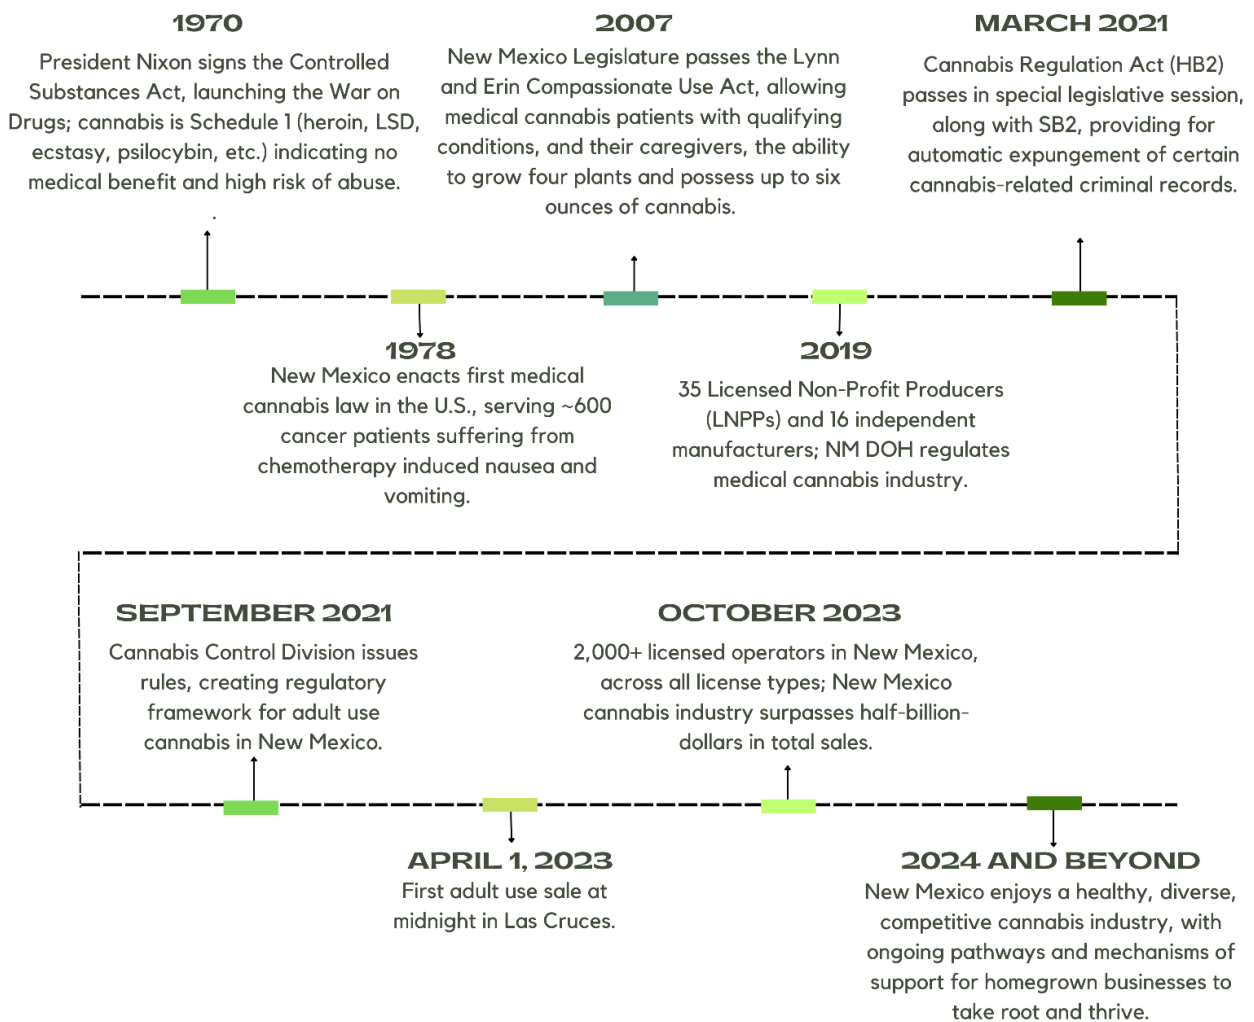 1970
President Nixon signs the Controlled
Substances Act, launching the War on
Drugs; cannabis is Schedule 1 (heroin, LSD,
ecstasy, psilocybin, etc.) indicating no
medical benefit and high risk of abuse.
.
1978
New Mexico enacts first medical
cannabis law in the U.S., serving ~600
cancer patients suffering from
chemotherapy induced nausea and
vomiting.
2007
New Mexico Legislature passes the Lynn
and Erin Compassionate Use Act, allowing
medical cannabis patients with qualifying
conditions, and their caregivers, the ability
to grow four plants and possess up to six
ounces of cannabis.
2019
35 Licensed Non-Profit Producers
(LNPPs) and 16 independent
manufacturers; NM DOH regulates
medical cannabis industry.
MARCH 2021
Cannabis Regulation Act (HB2)
passes in special legislative session,
along with SB2, providing for
automatic expungement of certain
cannabis-related criminal records.
SEPTEMBER 2021
Cannabis Control Division issues
rules, creating regulatory
framework for adult use
cannabis in New Mexico.
APRIL 1, 2023
First adult use sale at
midnight in Las Cruces.
OCTOBER 2023
2,000+ licensed operators in New Mexico,
across all license types; New Mexico
cannabis industry surpasses half-billion-
dollars in total sales.
2024 AND BEYOND
New Mexico enjoys a healthy, diverse,
competitive cannabis industry, with
ongoing pathways and mechanisms of
support for homegrown businesses to
take root and thrive.